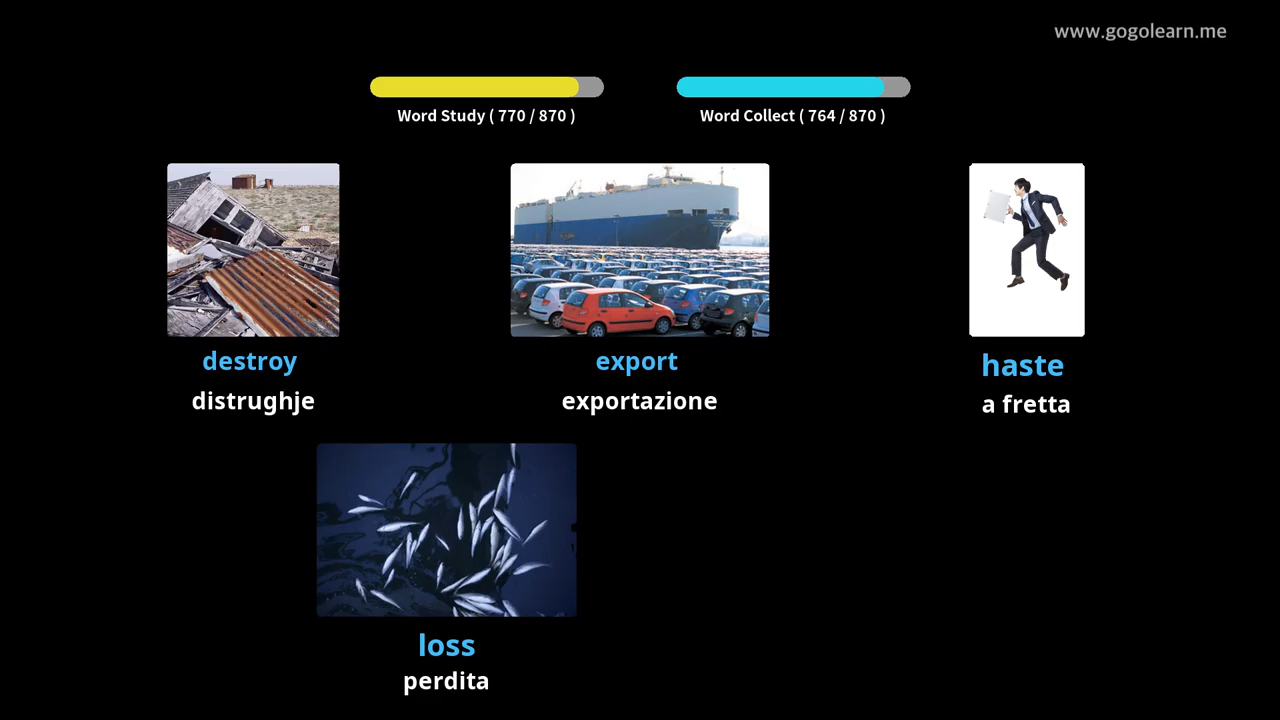 www.gogolearn.me
Word Study ( 770 / 870 )
Word Collect ( 764 / 870 )
destroy
distrughje
export
exportazione
haste
a fretta
loss
perdita